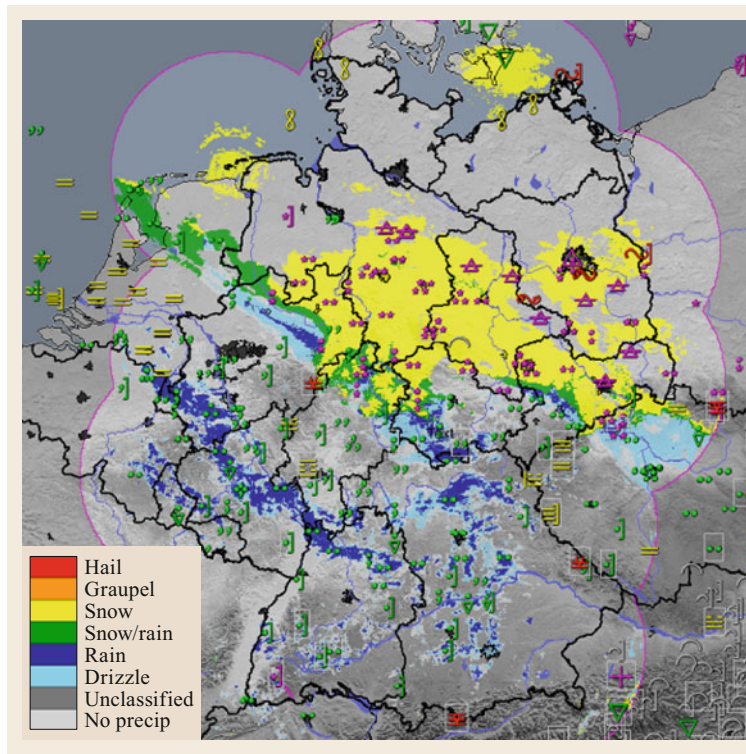 Hail
Graupel
Snow
Snow/rain
Rain
Drizzle
Unclassified
No precip